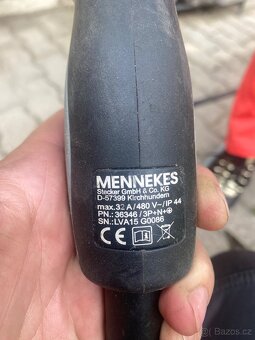 MENNEKES
Stecker GmbH & Co. KG
D-57399 Kirchhundem
max. 32 A / 480 V~ / IP 44
PN.: 36346 / 3P+N+⏚
SN.: LVA15 G0086
CE
sbazar.cz